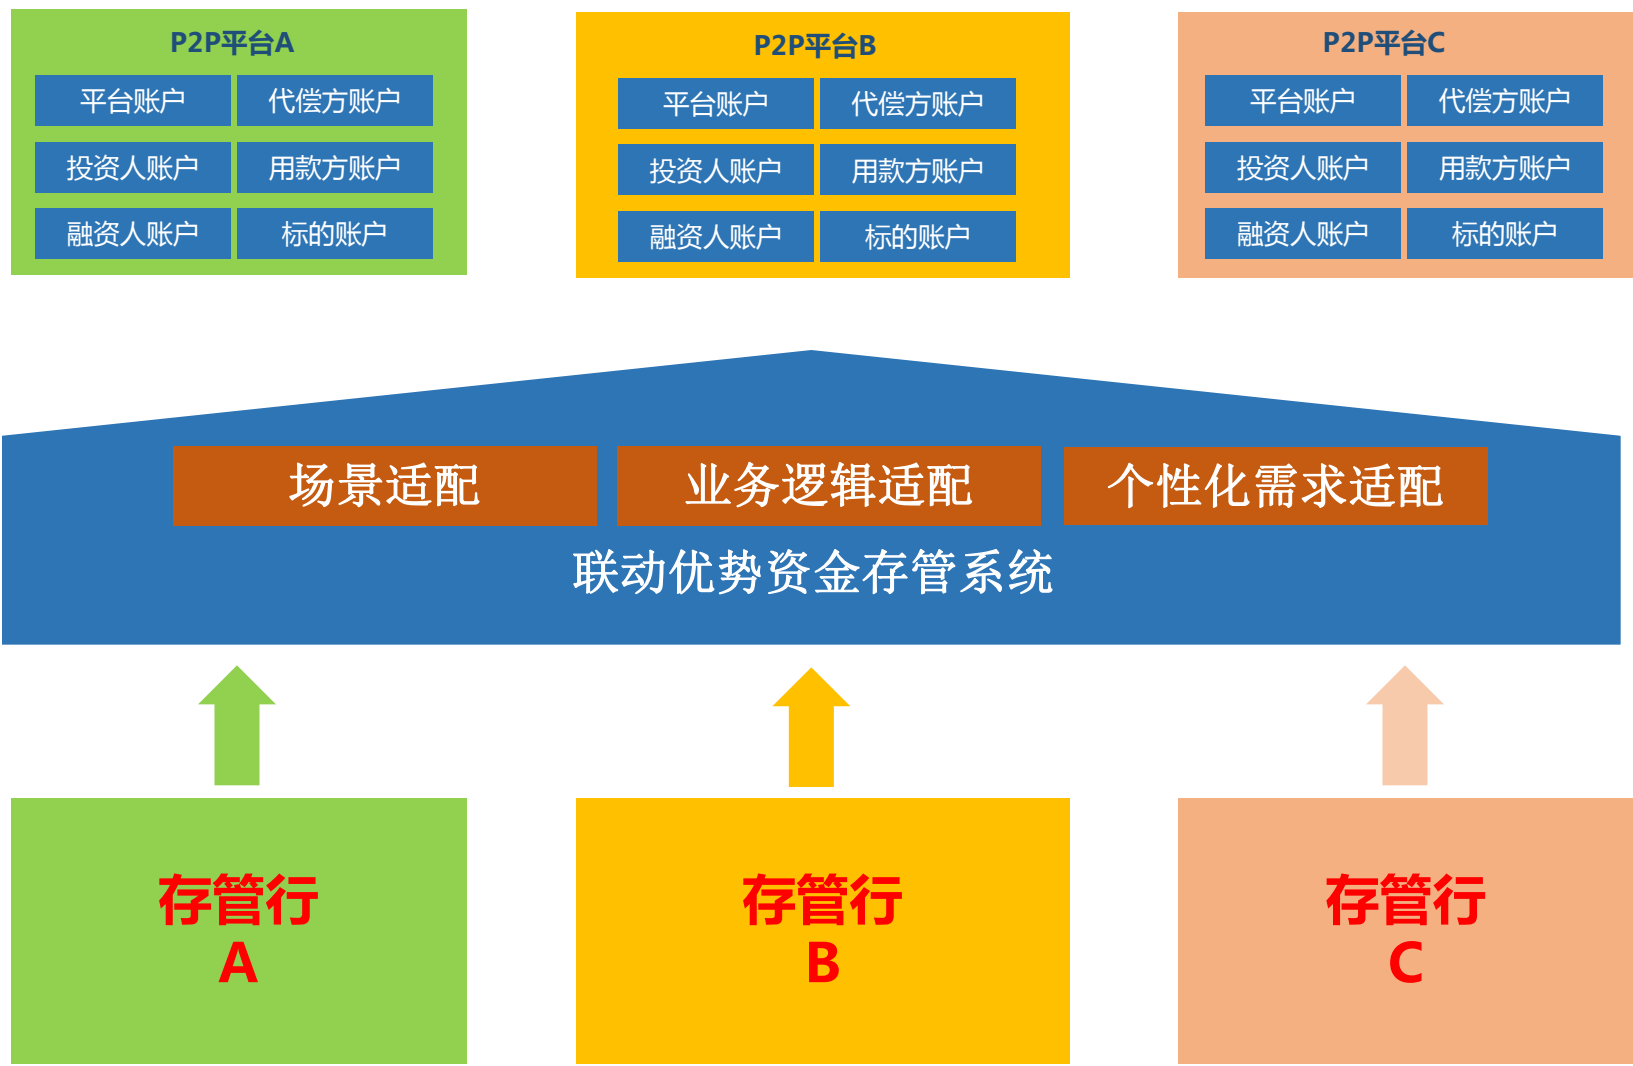 P2P平台A
平台账户
代偿方账户
投资人账户
用款方账户
融资人账户
标的账户
P2P平台B
平台账户
代偿方账户
投资人账户
用款方账户
融资人账户
标的账户
P2P平台C
平台账户
代偿方账户
投资人账户
用款方账户
融资人账户
标的账户
场景适配
业务逻辑适配
个性化需求适配
联动优势资金存管系统
存管行
A
存管行
B
存管行
C